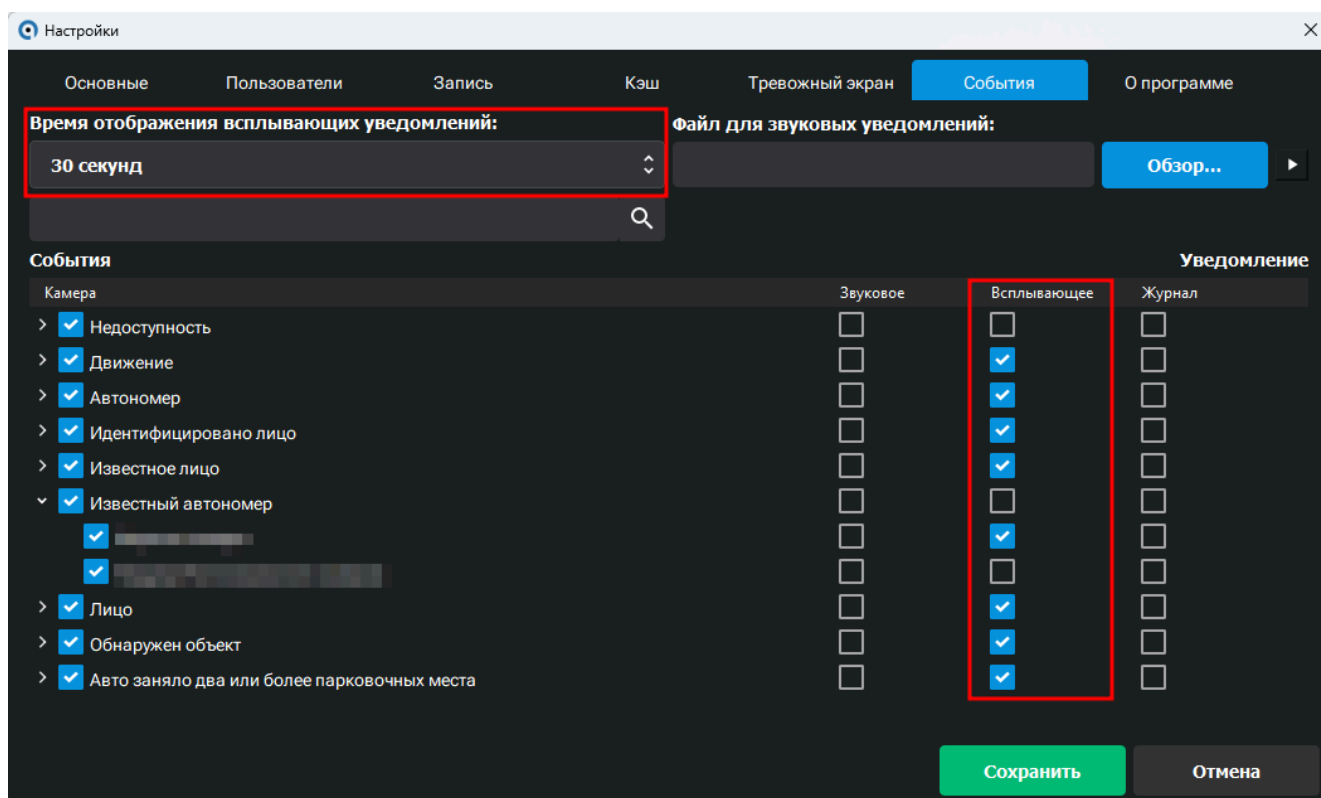 Настройки
Основные Пользователи Запись Кэш Тревожный экран События О программе
Время отображения всплывающих уведомлений: Файл для звуковых уведомлений:
30 секунд Обзор...
События Уведомление
Камера Звуковое Всплывающее Журнал
Недоступность
Движение
Автономер
Идентифицировано лицо
Известное лицо
Известный автономер
Лицо
Обнаружен объект
Авто заняло два или более парковочных места
Сохранить Отмена